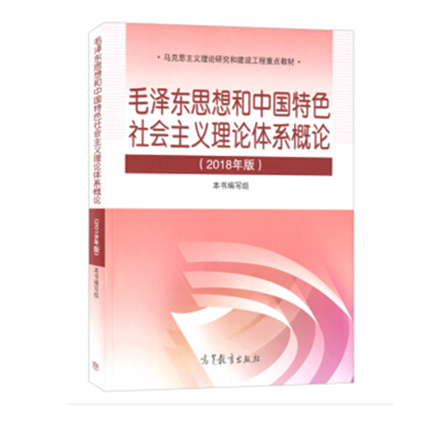 毛泽东思想和中国特色社会主义理论体系概论
(2018年版)
本书编写组
·马克思主义理论研究和建设工程重点教材·
毛泽东思想和中国特色
社会主义理论体系概论
(2018年版)
本书编写组
高等教育出版社